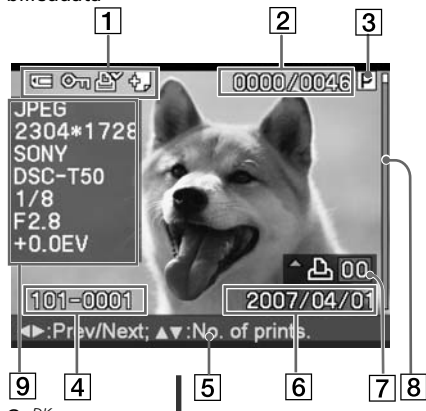 1 2 3
0000/0046 P
JPEG
2304*1728
SONY
DSC-T50
1/8
F2.8
+0.0EV
00
101-0001 2007/04/01
◄►:Prev/Next; ▲▼:No. of prints.
9 4 5 6 7 8